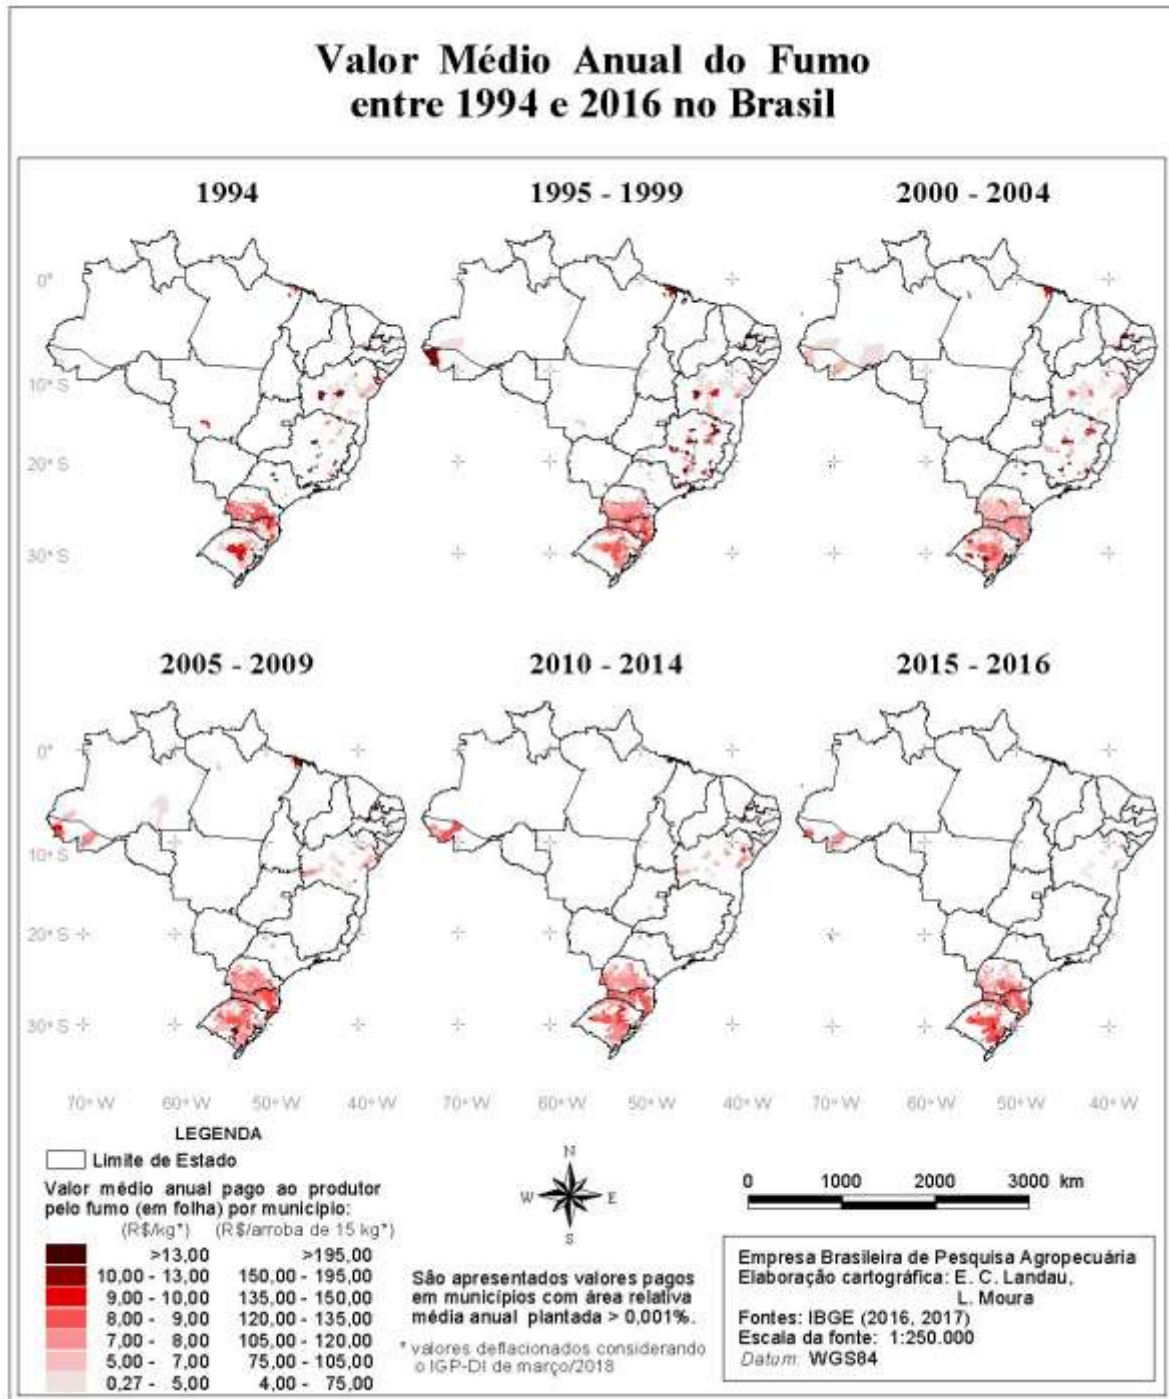 Valor Médio Anual do Fumo
entre 1994 e 2016 no Brasil
1994
1995 - 1999
2000 - 2004
0°
10° S
20° S
30° S
2005 - 2009
2010 - 2014
2015 - 2016
0°
10° S
20° S
30° S
70° W 60° W 50° W 40° W 70° W 60° W 50° W 40° W 70° W 60° W 50° W 40° W
LEGENDA
Limite de Estado
Valor médio anual pago ao produtor
pelo fumo (em folha) por município:
(R$/kg*) (R$/arroba de 15 kg*)
>13,00 >195,00
10,00 - 13,00 150,00 - 195,00
9,00 - 10,00 135,00 - 150,00
8,00 - 9,00 120,00 - 135,00
7,00 - 8,00 105,00 - 120,00
5,00 - 7,00 75,00 - 105,00
0,27 - 5,00 4,00 - 75,00
N
W E
S
São apresentados valores pagos
em municípios com área relativa
média anual plantada > 0,001%.
* valores deflacionados considerando
o IGP-DI de março/2018
0 1000 2000 3000 km
Empresa Brasileira de Pesquisa Agropecuária
Elaboração cartográfica: E. C. Landau,
L. Moura
Fontes: IBGE (2016, 2017)
Escala da fonte: 1:250.000
Datum: WGS84